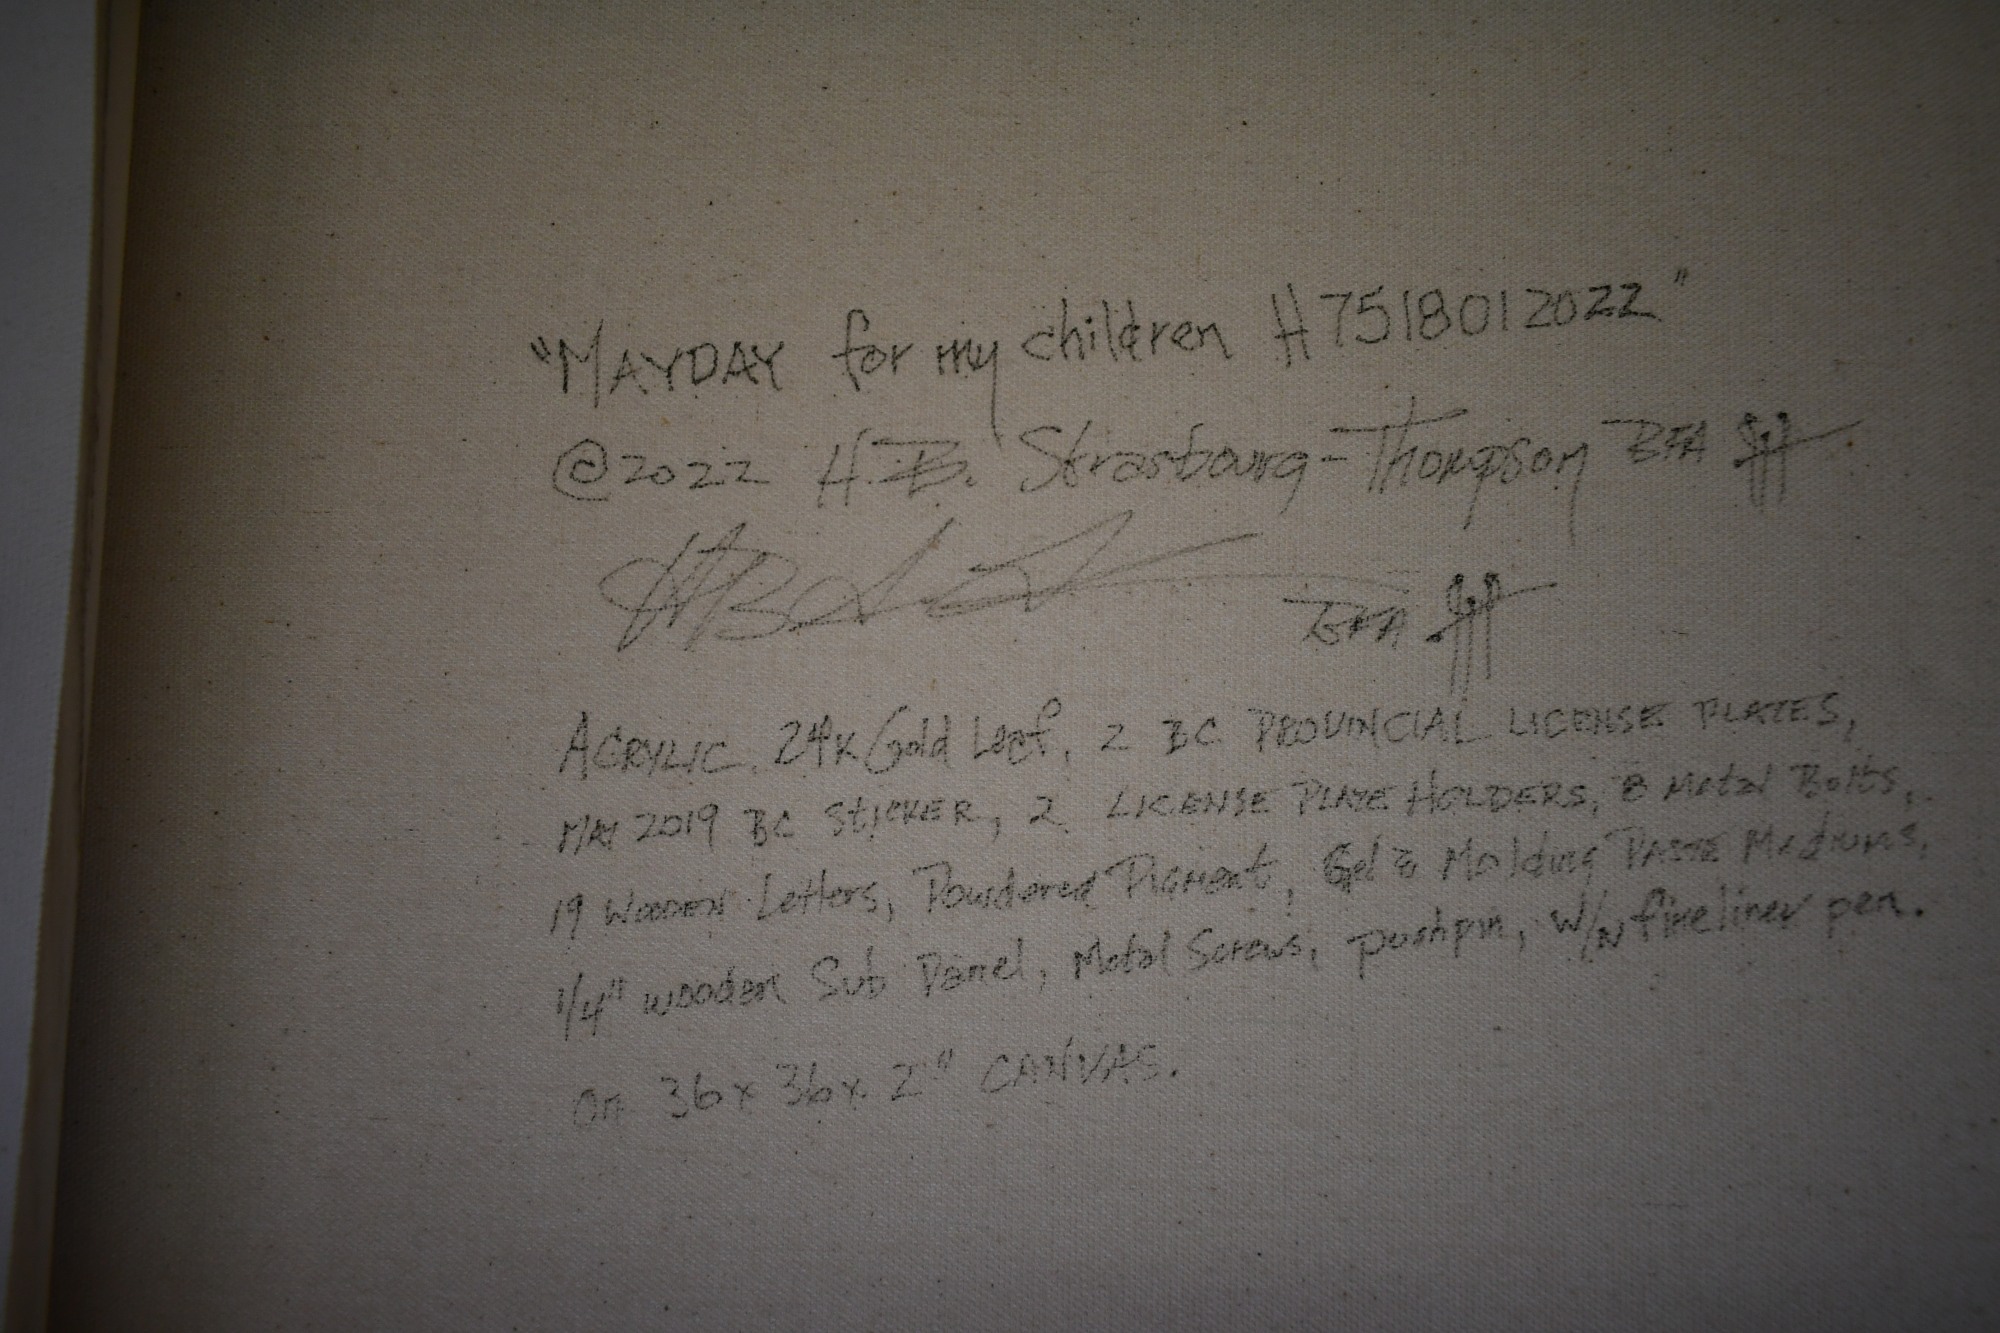 "MAYDAY for my children H7518012022"
©2022 H.B. Strasbourg-Thompson BFA
BFA
ACRYLIC, 24K Gold Leaf, 2 BC PROVINCIAL LICENSE PLATES,
MAY 2019 BC STICKER, 2 LICENSE PLATE HOLDERS, 8 Metal Bolts,
19 WOODEN Letters, Powdered PIGMENT, Gel & Molding PASTE MEDIUMS,
1/4" wooden Sub Panel, Metal Screws, pushpin, W/N fineliner pen.
on 36 x 36 x 2" CANVAS.